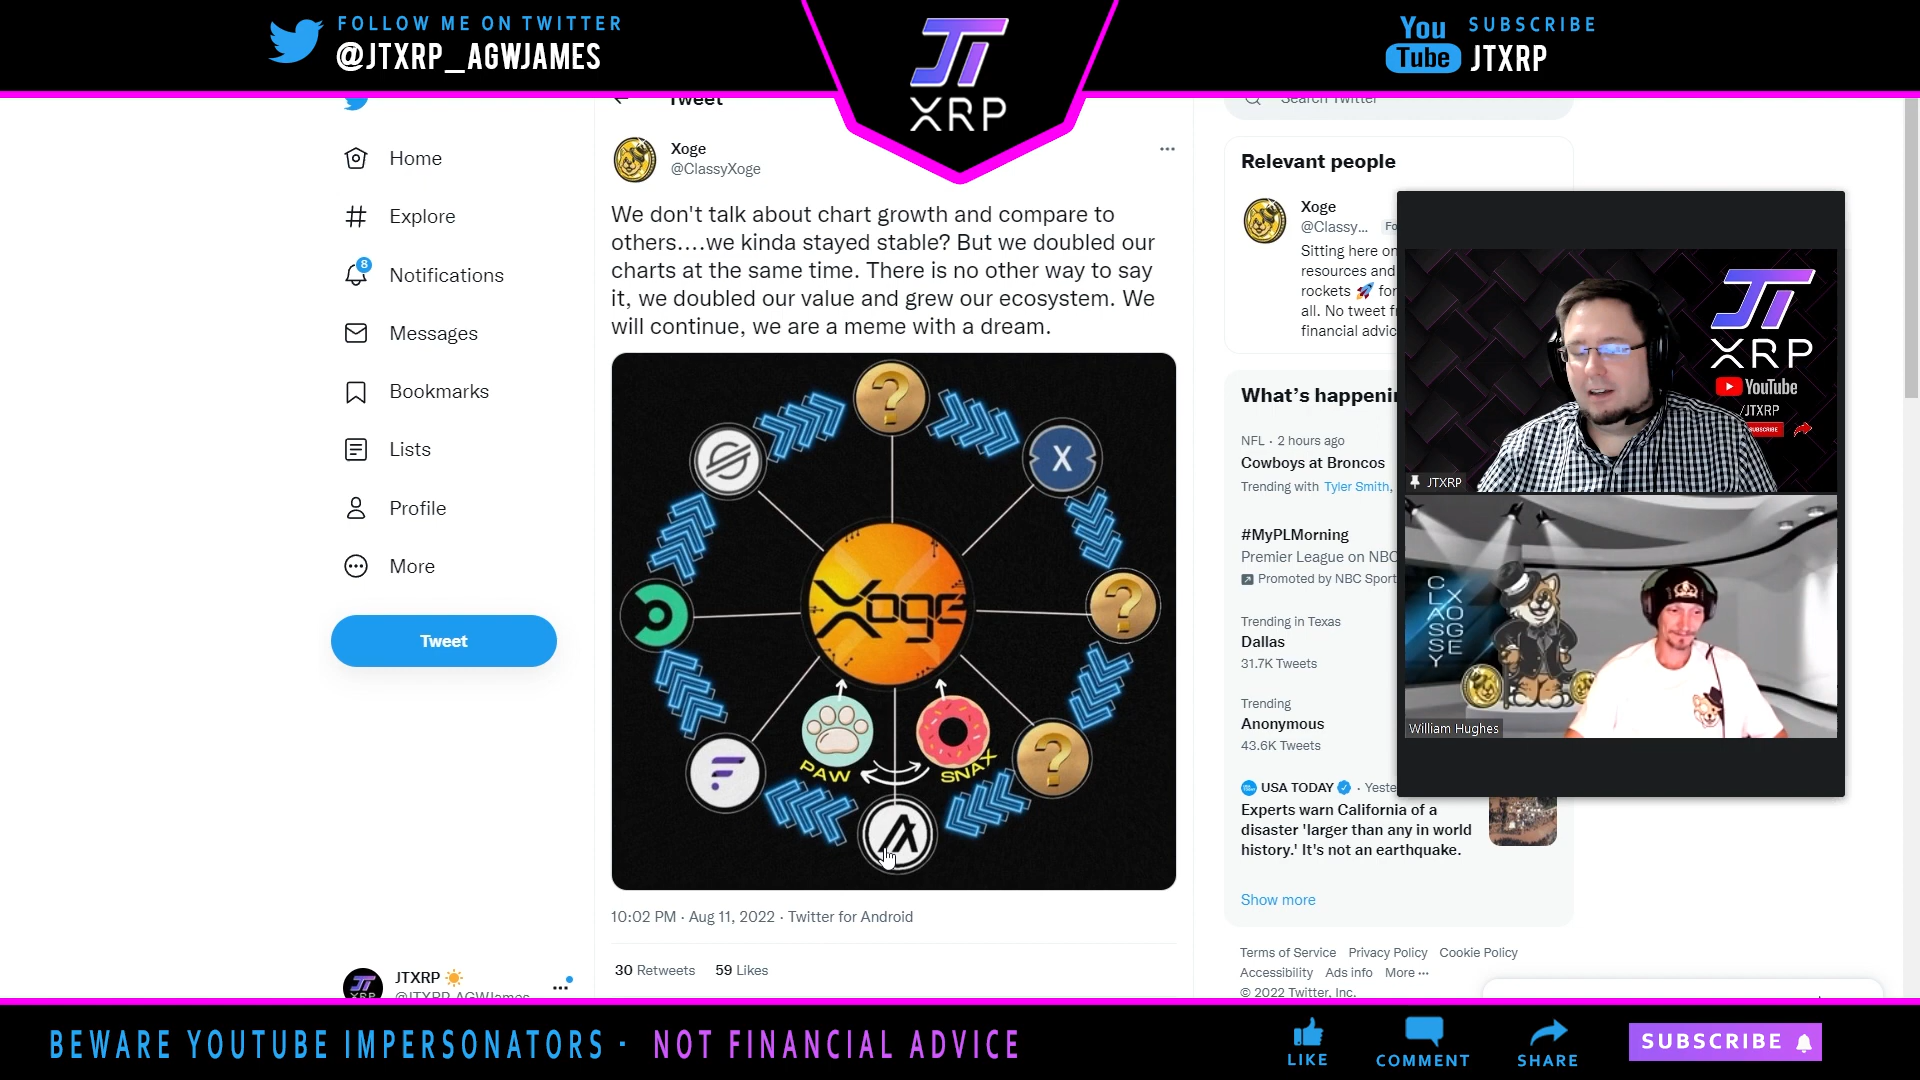 FOLLOW ME ON TWITTER
@JTXRP_AGWJAMES
JT
XRP
You
Tube
SUBSCRIBE
JTXRP
Tweet
Search Twitter
Home
Explore
8
Notifications
Messages
Bookmarks
Lists
Profile
More
Tweet
JTXRP
@JTXRP_AGWJames
Xoge
@ClassyXoge
We don't talk about chart growth and compare to
others....we kinda stayed stable? But we doubled our
charts at the same time. There is no other way to say
it, we doubled our value and grew our ecosystem. We
will continue, we are a meme with a dream.
?
X
?
Xoge
PAW
SNAX
?
10:02 PM · Aug 11, 2022 · Twitter for Android
30 Retweets 59 Likes
Relevant people
Xoge
@Classy... Fo
Sitting here on
resources and
rockets 🚀 for
all. No tweet f
financial advic
What's happenin
NFL · 2 hours ago
Cowboys at Broncos
Trending with Tyler Smith,
#MyPLMorning
Premier League on NBC
Promoted by NBC Sport
Trending in Texas
Dallas
31.7K Tweets
Trending
Anonymous
43.6K Tweets
USA TODAY · Yeste
Experts warn California of a
disaster 'larger than any in world
history.' It's not an earthquake.
Show more
Terms of Service Privacy Policy Cookie Policy
Accessibility Ads info More ...
© 2022 Twitter, Inc.
JT
XRP
YouTube
/JTXRP
SUBSCRIBE
JTXRP
CLASSY
XOGE
William Hughes
BEWARE YOUTUBE IMPERSONATORS - NOT FINANCIAL ADVICE
LIKE
COMMENT
SHARE
SUBSCRIBE